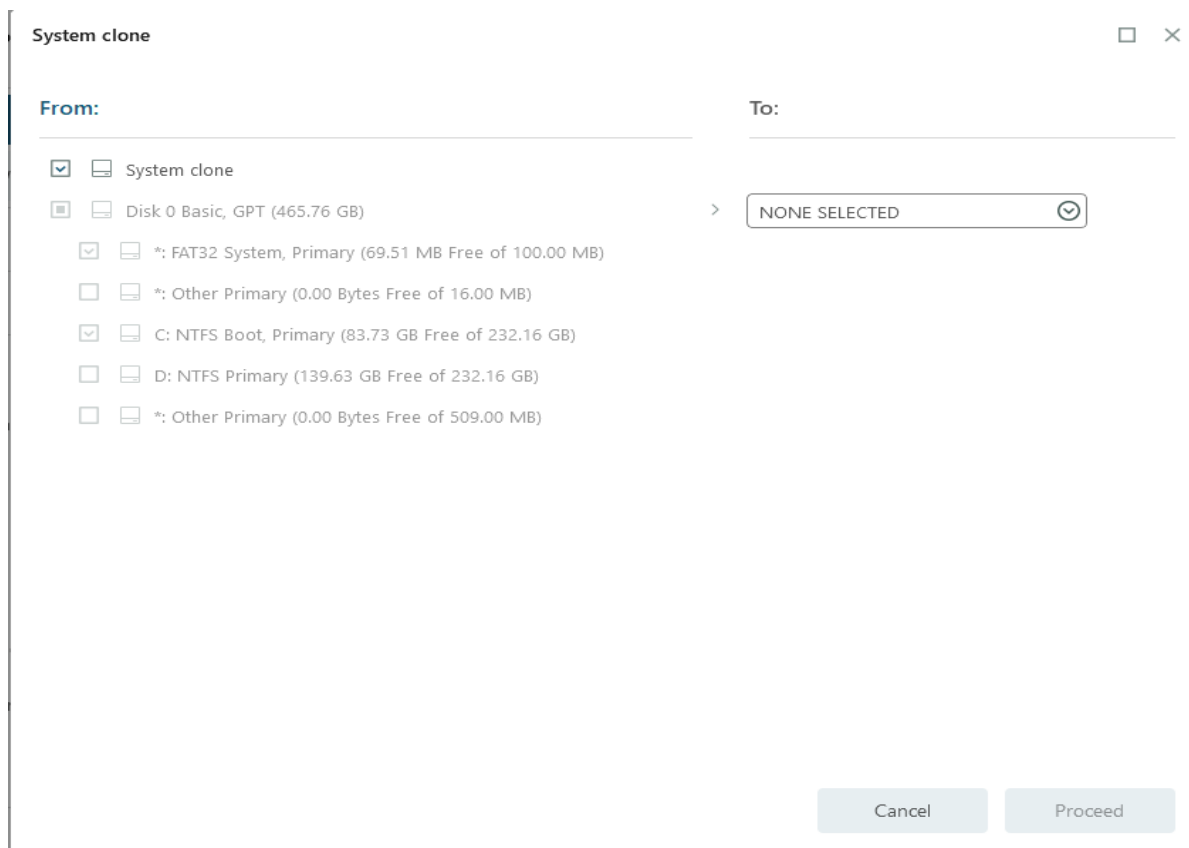 System clone
From:
To:
System clone
Disk 0 Basic, GPT (465.76 GB)
NONE SELECTED
*: FAT32 System, Primary (69.51 MB Free of 100.00 MB)
*: Other Primary (0.00 Bytes Free of 16.00 MB)
C: NTFS Boot, Primary (83.73 GB Free of 232.16 GB)
D: NTFS Primary (139.63 GB Free of 232.16 GB)
*: Other Primary (0.00 Bytes Free of 509.00 MB)
Cancel
Proceed